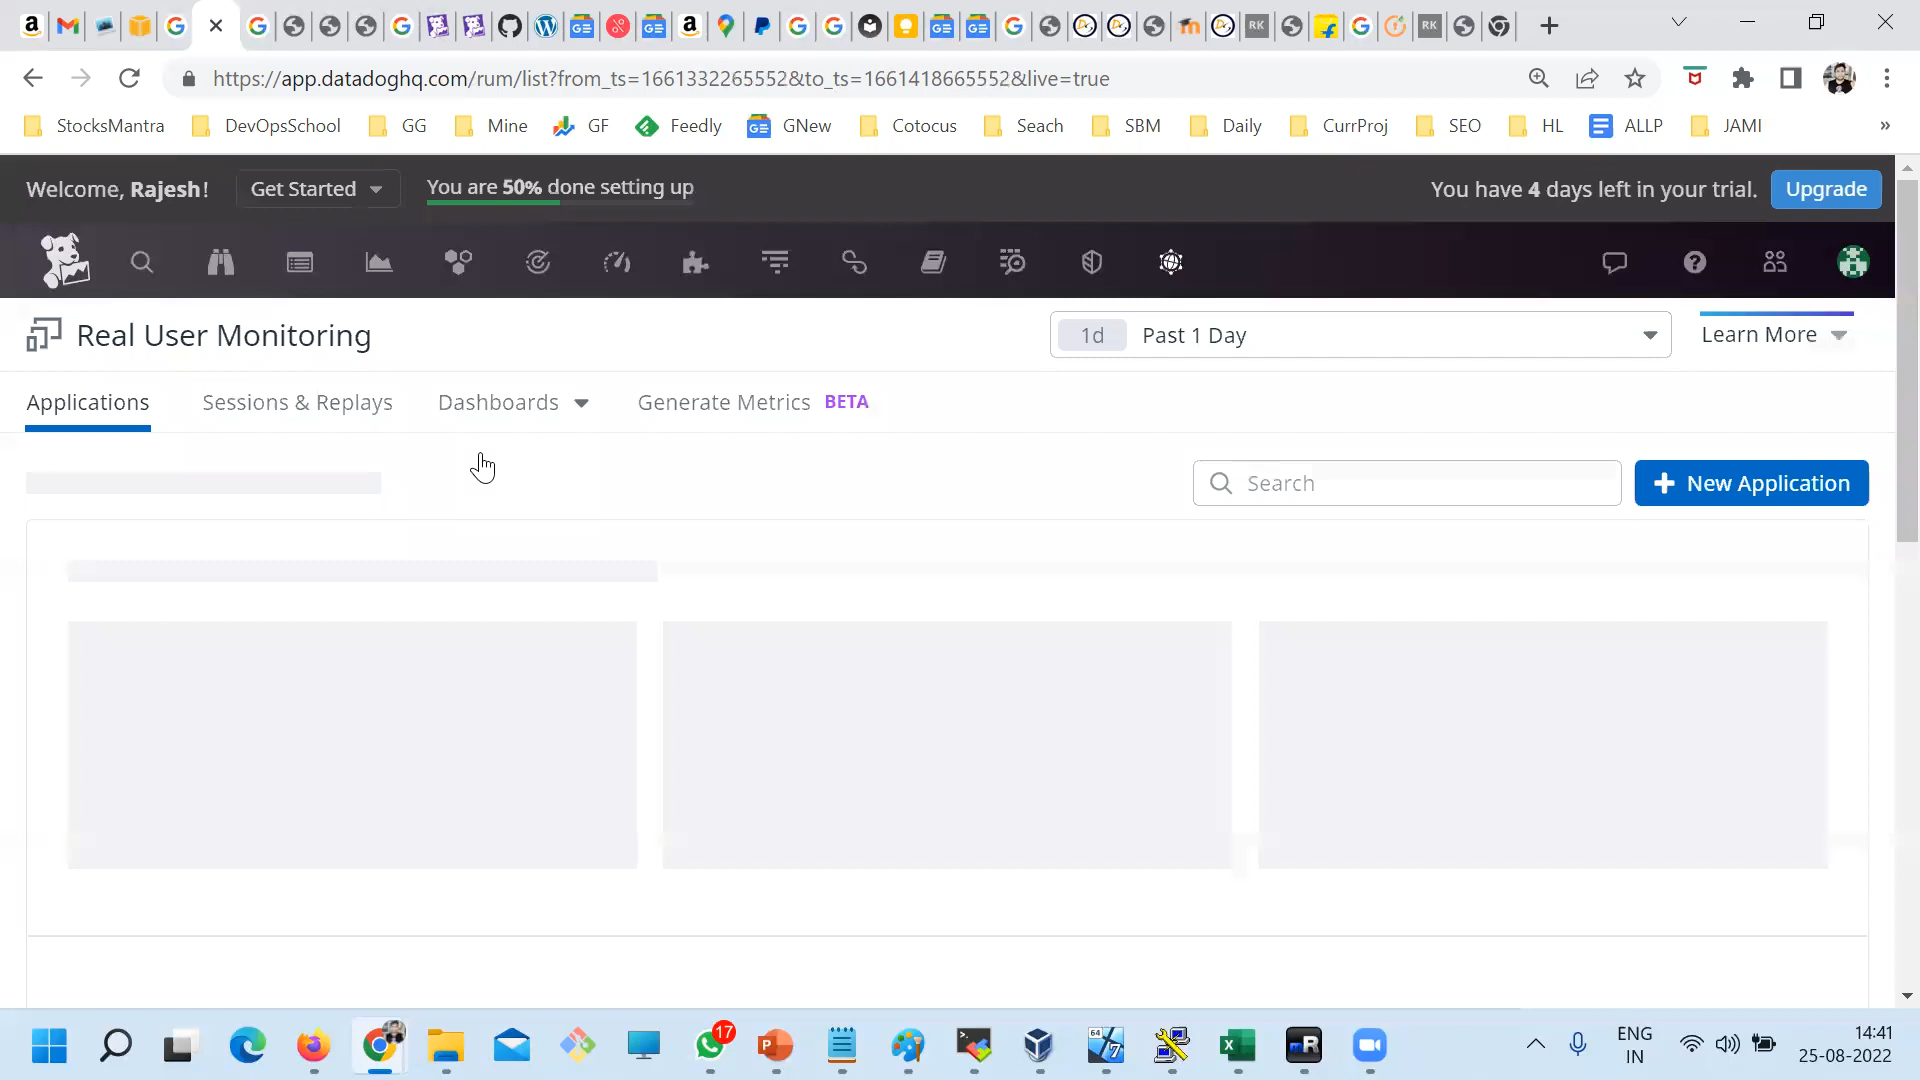 https://app.datadoghq.com/rum/list?from_ts=1661332265552&to_ts=1661418665552&live=true
StocksMantra DevOpsSchool GG Mine GF Feedly GNew Cotocus Seach SBM Daily CurrProj SEO HL ALLP JAMI »
Welcome, Rajesh! Get Started You are 50% done setting up You have 4 days left in your trial. Upgrade
Real User Monitoring 1d Past 1 Day Learn More
Applications Sessions & Replays Dashboards Generate Metrics BETA
Search + New Application
17
ENG
IN
14:41
25-08-2022